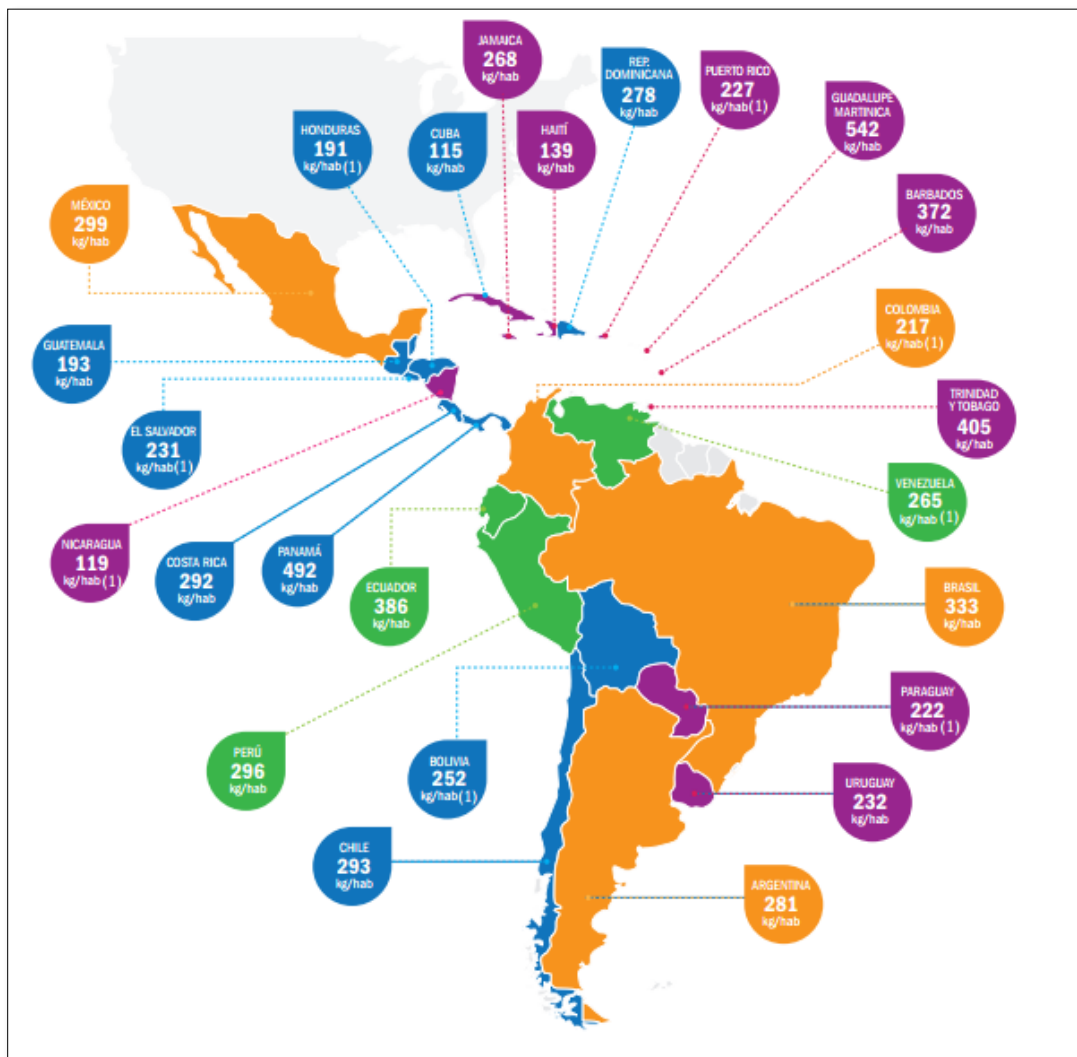 JAMAICA
268
kg/hab
REP.
DOMINICANA
278
kg/hab
PUERTO RICO
227
kg/hab(1)
GUADALUPE
MARTINICA
542
kg/hab
HONDURAS
191
kg/hab(1)
CUBA
115
kg/hab
HAITÍ
139
kg/hab
BARBADOS
372
kg/hab
MÉXICO
299
kg/hab
COLOMBIA
217
kg/hab(1)
GUATEMALA
193
kg/hab
TRINIDAD
Y TOBAGO
405
kg/hab
EL SALVADOR
231
kg/hab(1)
VENEZUELA
265
kg/hab(1)
NICARAGUA
119
kg/hab(1)
COSTA RICA
292
kg/hab
PANAMÁ
492
kg/hab
ECUADOR
386
kg/hab
BRASIL
333
kg/hab
PARAGUAY
222
kg/hab(1)
PERÚ
296
kg/hab
BOLIVIA
252
kg/hab(1)
URUGUAY
232
kg/hab
CHILE
293
kg/hab
ARGENTINA
281
kg/hab